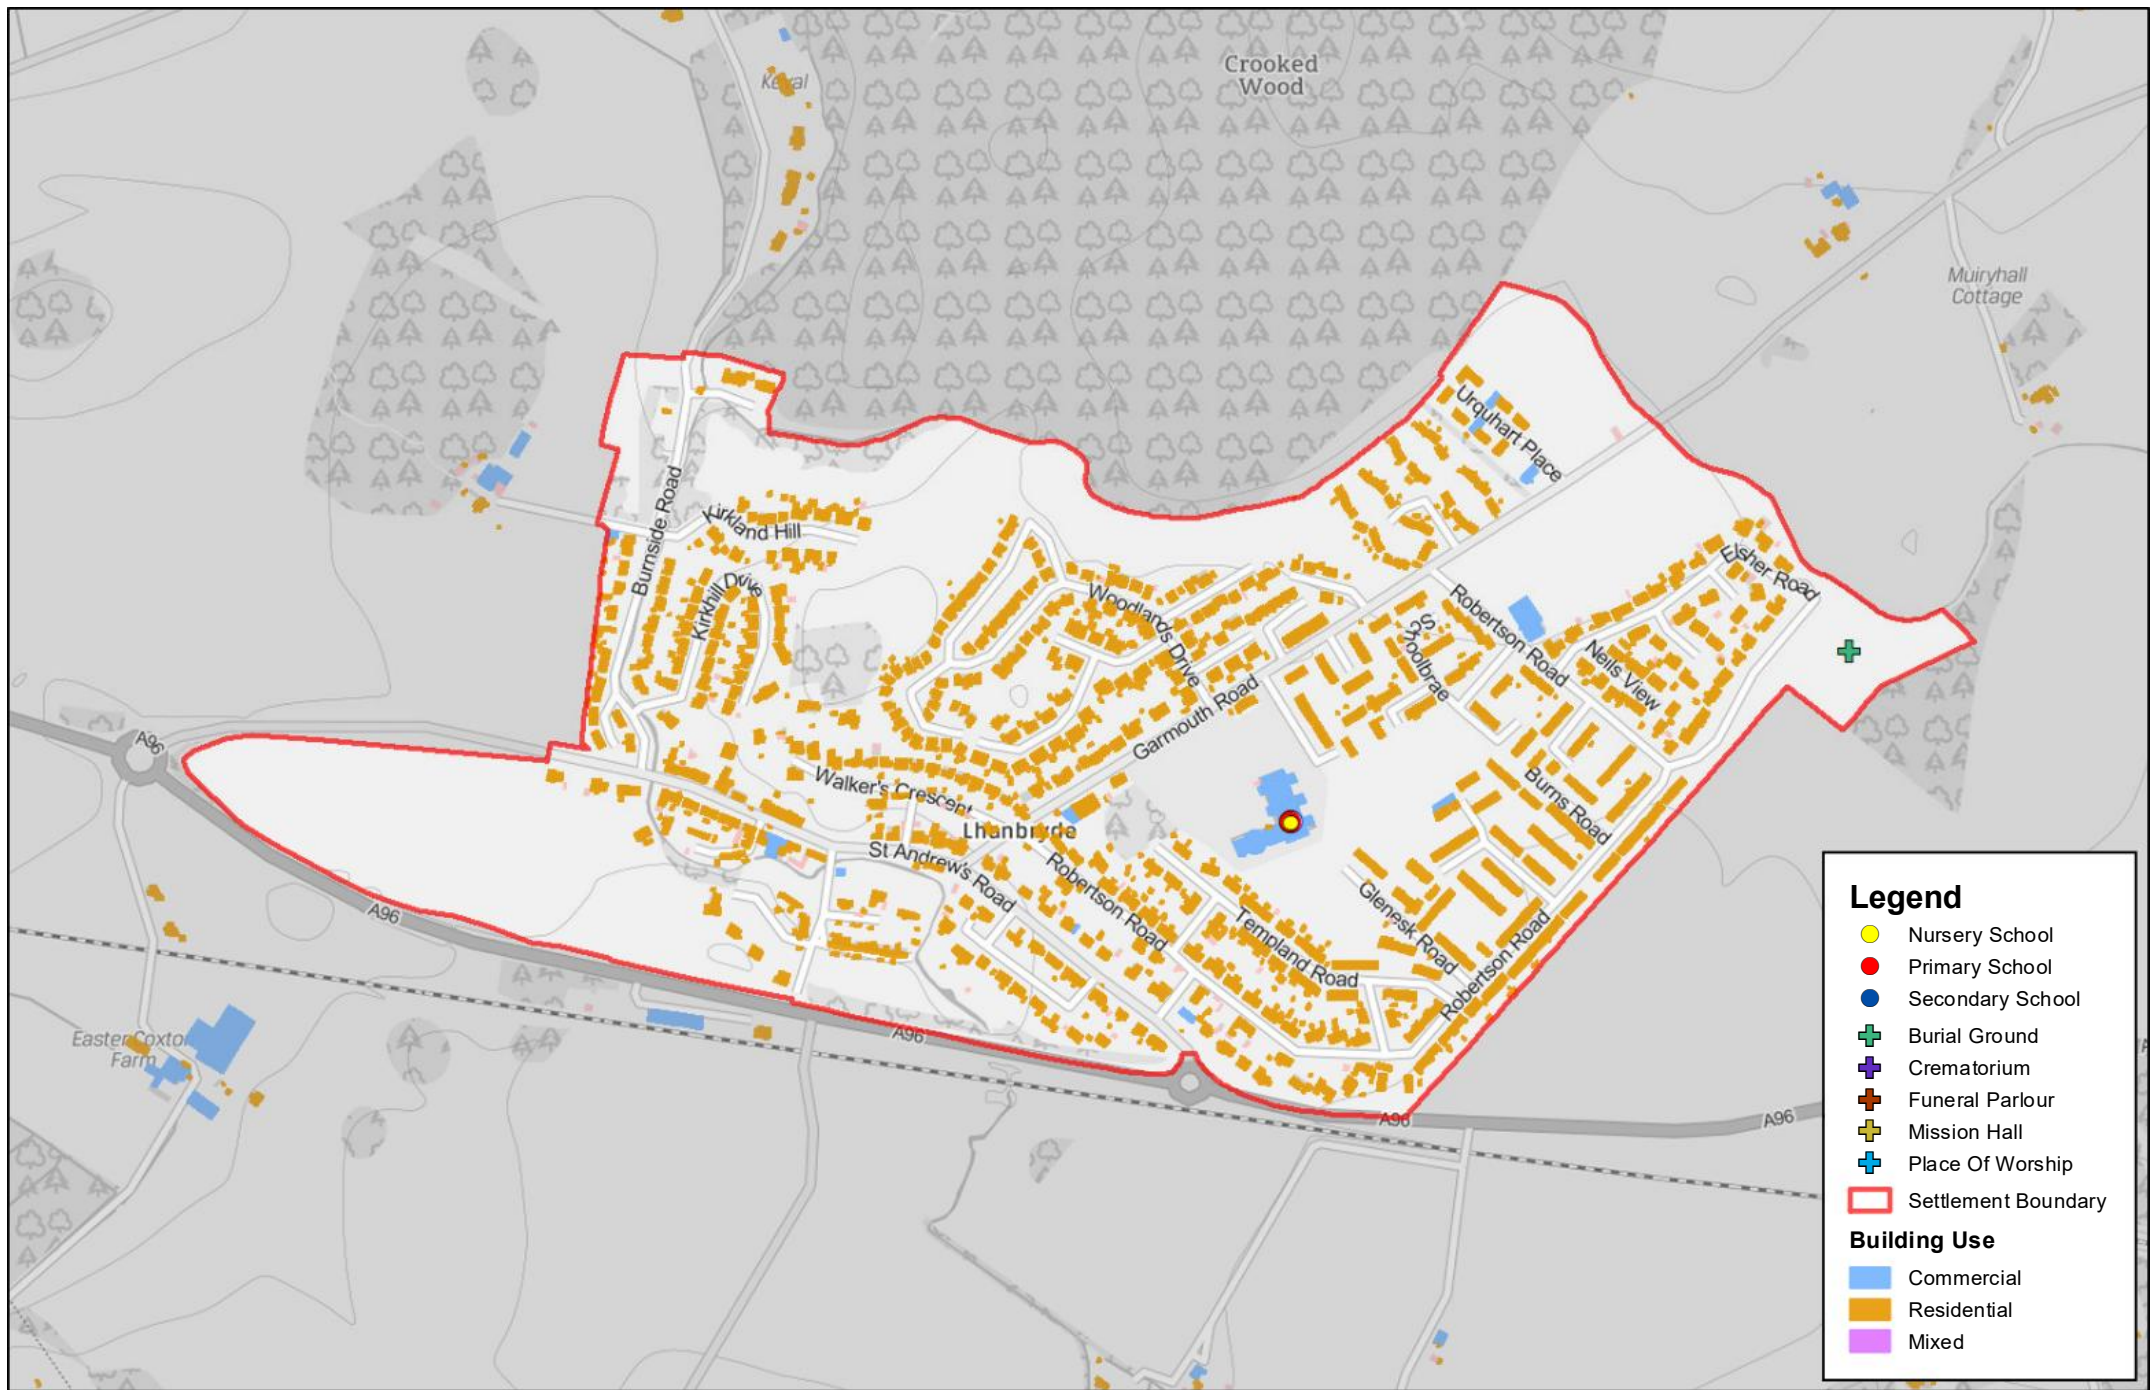 Crooked
Wood
Keiral
Muiryhall
Cottage
Urquhart Place
Burnside Road
Kirkland Hill
Kirkhill Drive
Elsher Road
Woodlands Drive
Robertson Road
Schoolbrae
Neils View
Garmouth Road
A96
Walker's Crescent
Burns Road
Lhanbryde
St Andrew's Road
Robertson Road
Glenesk Road
A96
Templand Road
Robertson Road
Easter Coxton
Farm
A96
A96
A96
Legend
Nursery School
Primary School
Secondary School
Burial Ground
Crematorium
Funeral Parlour
Mission Hall
Place Of Worship
Settlement Boundary
Building Use
Commercial
Residential
Mixed